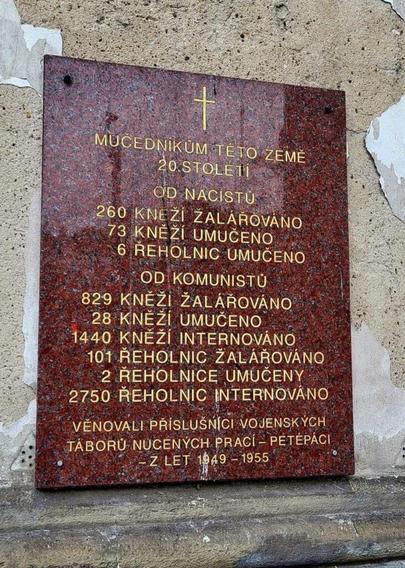 MUČEDNÍKŮM TÉTO ZEMĚ
20. STOLETÍ
OD NACISTŮ
260 KNĚŽÍ ŽALÁŘOVÁNO
73 KNĚŽÍ UMUČENO
6 ŘEHOLNIC UMUČENO
OD KOMUNISTŮ
829 KNĚŽÍ ŽALÁŘOVÁNO
28 KNĚŽÍ UMUČENO
1440 KNĚŽÍ INTERNOVÁNO
101 ŘEHOLNIC ŽALÁŘOVÁNO
2 ŘEHOLNICE UMUČENY
2750 ŘEHOLNIC INTERNOVÁNO
VĚNOVALI PŘÍSLUŠNÍCI VOJENSKÝCH
TÁBORŮ NUCENÝCH PRACÍ – PETÉPÁCI
– Z LET 1949 – 1955